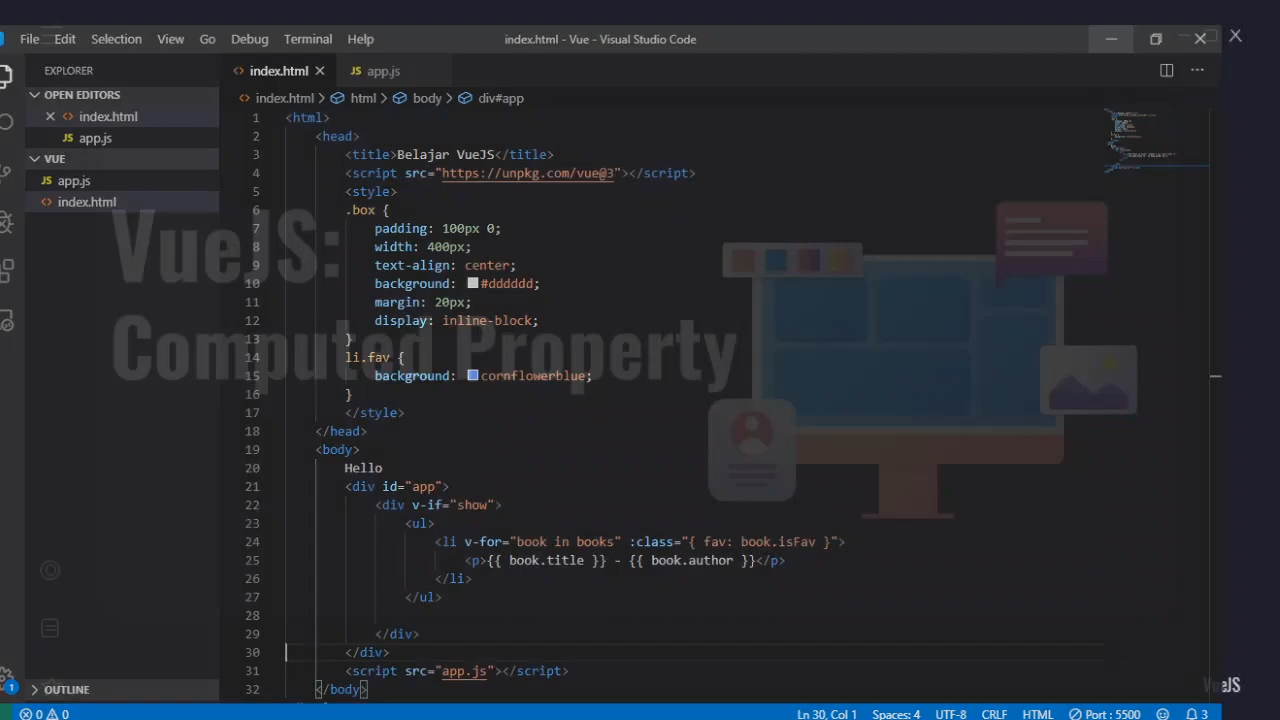 File Edit Selection View Go Debug Terminal Help
index.html - Vue - Visual Studio Code
EXPLORER
OPEN EDITORS
index.html
JS app.js
VUE
JS app.js
index.html
OUTLINE
index.html
JS app.js
index.html > html > body > div#app
1 <html>
2 <head>
3 <title>Belajar VueJS</title>
4 <script src="https://unpkg.com/vue@3"></script>
5 <style>
6 .box {
7 padding: 100px 0;
8 width: 400px;
9 text-align: center;
10 background: #dddddd;
11 margin: 20px;
12 display: inline-block;
13 }
14 li.fav {
15 background: cornflowerblue;
16 }
17 </style>
18 </head>
19 <body>
20 Hello
21 <div id="app">
22 <div v-if="show">
23 <ul>
24 <li v-for="book in books" :class="{ fav: book.isFav }">
25 <p>{{ book.title }} - {{ book.author }}</p>
26 </li>
27 </ul>
28
29 </div>
30 </div>
31 <script src="app.js"></script>
32 </body>
VueJS:
Computed Property
VueJS
1
0 0
Ln 30, Col 1 Spaces: 4 UTF-8 CRLF HTML Port : 5500 3